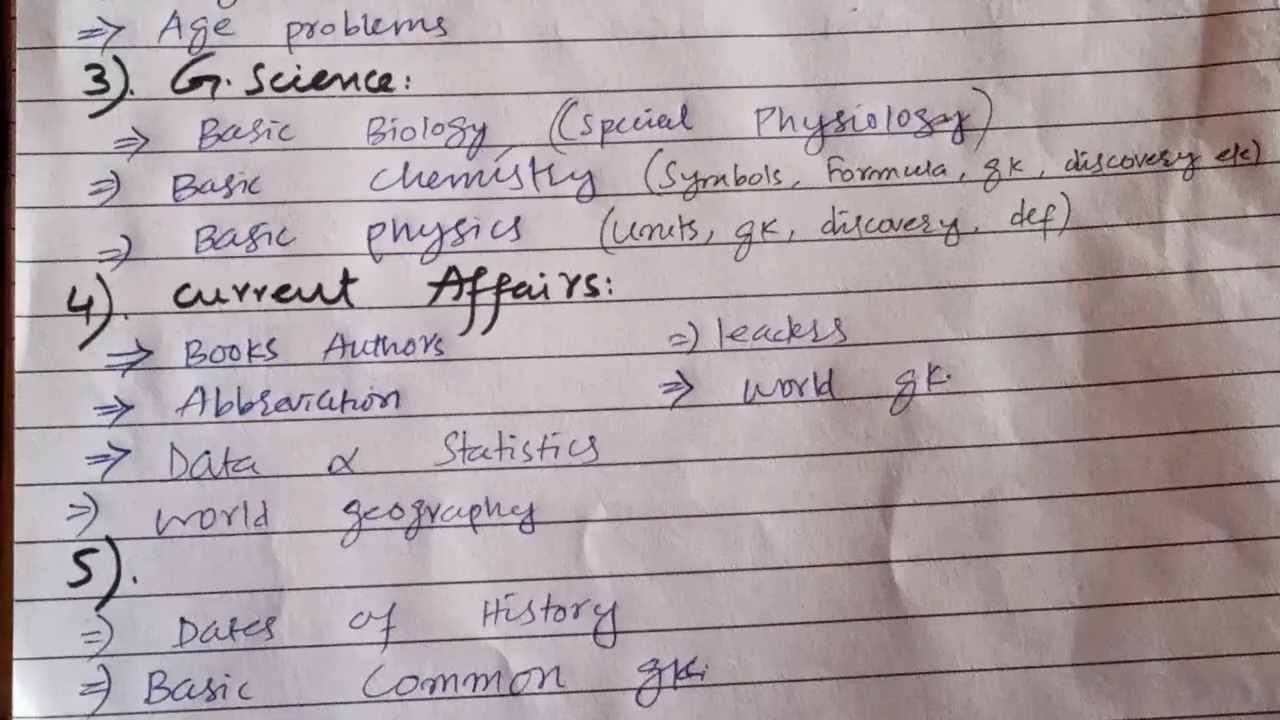 ⇒ Age problems
3). G. Science:
⇒ Basic Biology (Special Physiology)
⇒ Basic chemistry (Symbols, Formula, gk, discovery etc)
⇒ Basic physics (Units, gk, discovery, def)
4). Current Affairs:
⇒ Books Authors ⇒ leaders
⇒ Abbreviation ⇒ world gk.
⇒ Data & Statistics
⇒ world geography
5).
⇒ Dates of History
⇒ Basic Common gk.